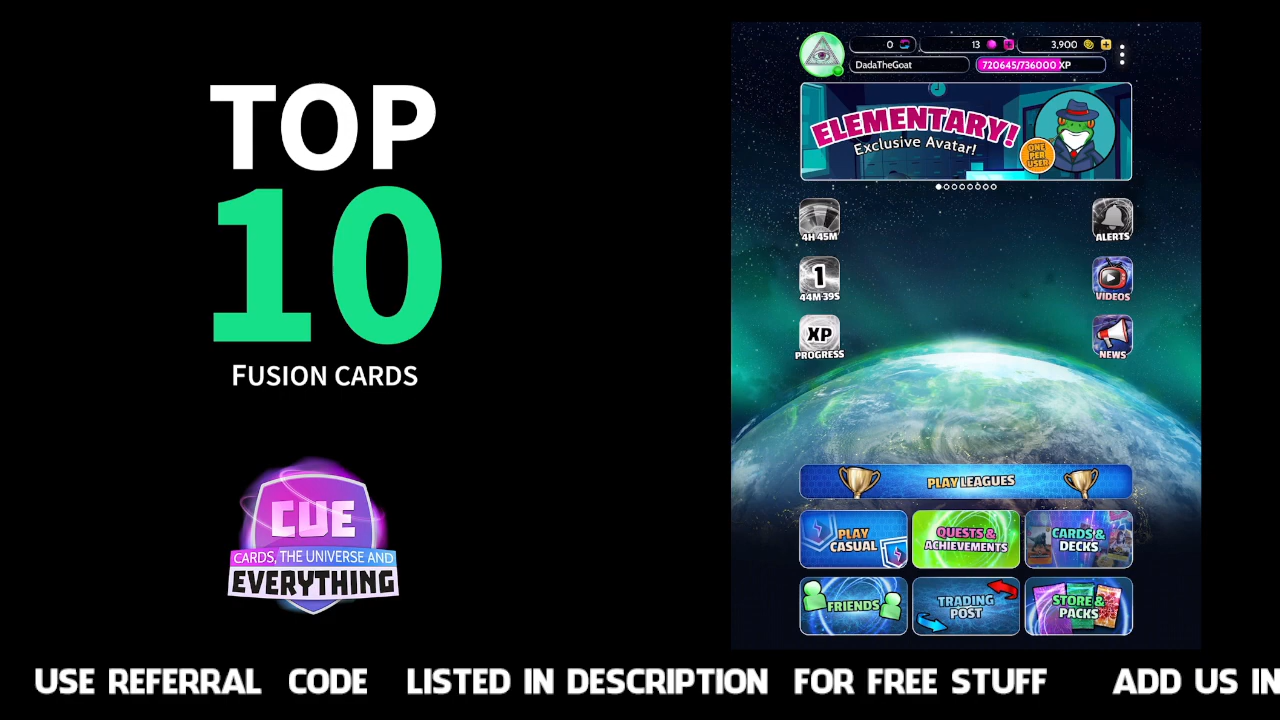 TOP
10
FUSION CARDS
CUE
CARDS, THE UNIVERSE AND
EVERYTHING
0
13
3,900
DadaTheGoat
720645/736000 XP
ELEMENTARY!
Exclusive Avatar!
ONE
PER
USER
4H 45M
ALERTS
1
44M 39S
VIDEOS
XP
PROGRESS
NEWS
PLAY LEAGUES
PLAY
CASUAL
QUESTS &
ACHIEVEMENTS
CARDS &
DECKS
FRIENDS
TRADING
POST
STORE &
PACKS
USE REFERRAL CODE LISTED IN DESCRIPTION FOR FREE STUFF ADD US IN